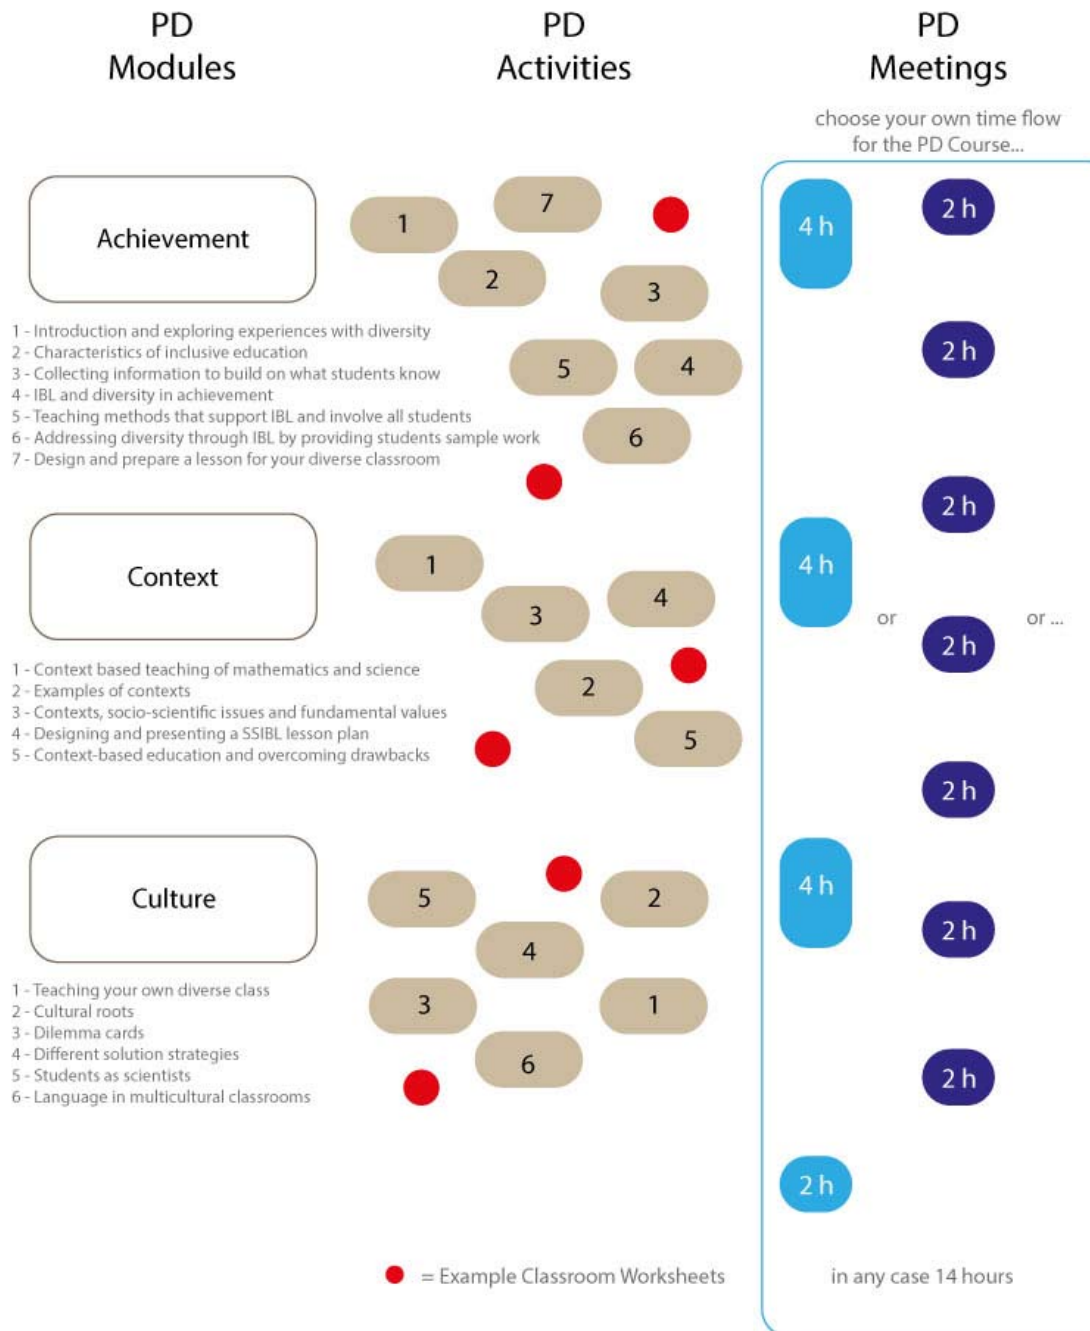 PD
Modules
PD
Activities
PD
Meetings
choose your own time flow
for the PD Course...
Achievement
1 - Introduction and exploring experiences with diversity
2 - Characteristics of inclusive education
3 - Collecting information to build on what students know
4 - IBL and diversity in achievement
5 - Teaching methods that support IBL and involve all students
6 - Addressing diversity through IBL by providing students sample work
7 - Design and prepare a lesson for your diverse classroom
1
7
2
3
5
4
6
Context
1 - Context based teaching of mathematics and science
2 - Examples of contexts
3 - Contexts, socio-scientific issues and fundamental values
4 - Designing and presenting a SSIBL lesson plan
5 - Context-based education and overcoming drawbacks
1
3
4
2
5
Culture
1 - Teaching your own diverse class
2 - Cultural roots
3 - Dilemma cards
4 - Different solution strategies
5 - Students as scientists
6 - Language in multicultural classrooms
5
2
4
3
1
6
4 h
4 h
4 h
2 h
or
2 h
2 h
2 h
2 h
2 h
2 h
2 h
or ...
= Example Classroom Worksheets
in any case 14 hours